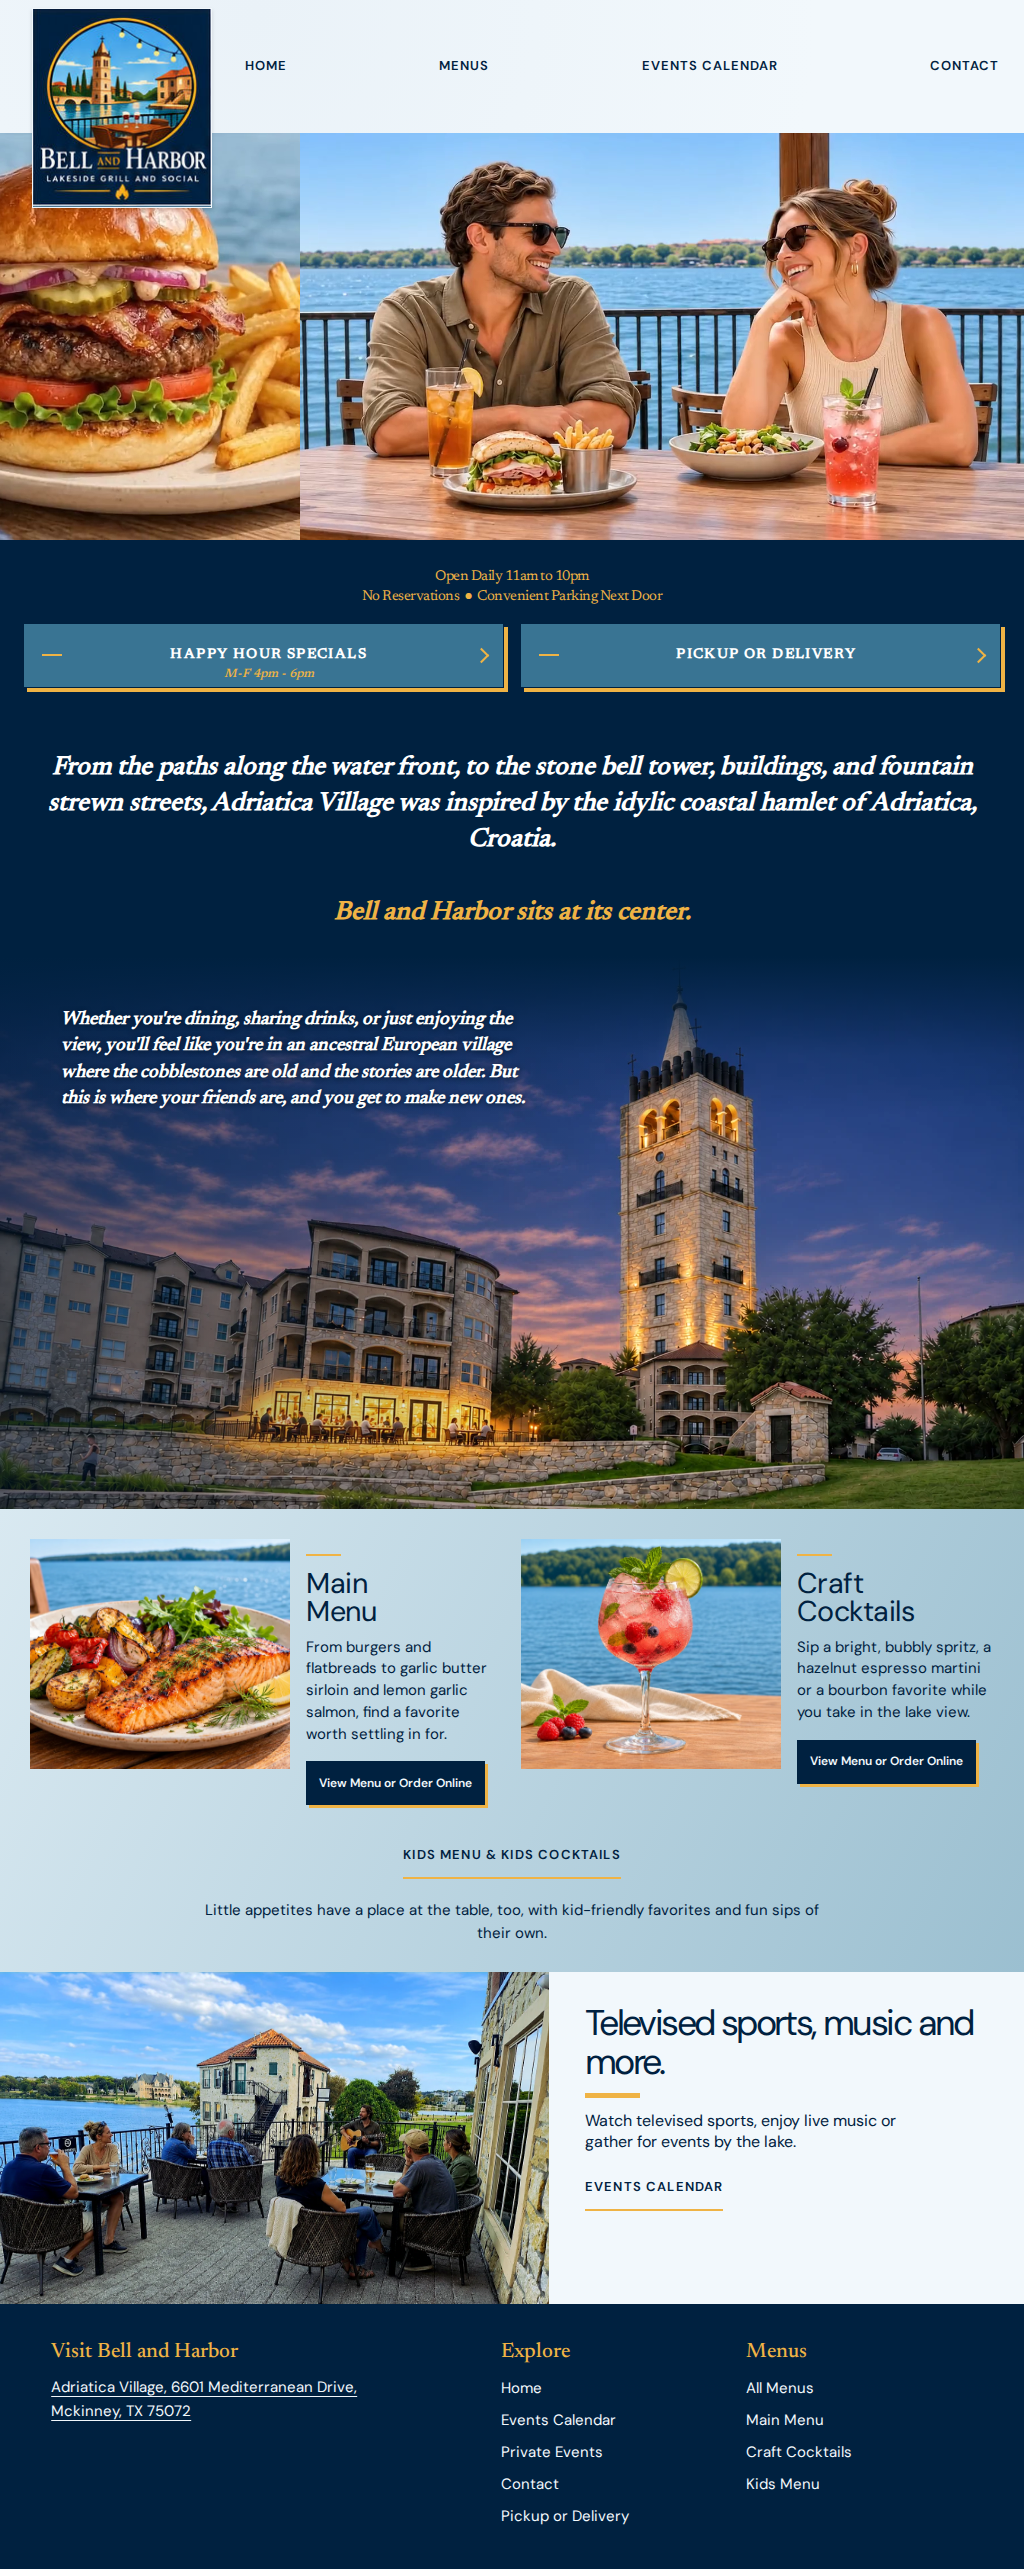 HOME
MENUS
EVENTS CALENDAR
CONTACT
BELL AND HARBOR
LAKESIDE GRILL AND SOCIAL
Open Daily 11am to 10pm
No Reservations ● Convenient Parking Next Door
HAPPY HOUR SPECIALS
M-F 4pm - 6pm
PICKUP OR DELIVERY
From the paths along the water front, to the stone bell tower, buildings, and fountain
strewn streets, Adriatica Village was inspired by the idylic coastal hamlet of Adriatica,
Croatia.
Bell and Harbor sits at its center.
Whether you're dining, sharing drinks, or just enjoying the
view, you'll feel like you're in an ancestral European village
where the cobblestones are old and the stories are older. But
this is where your friends are, and you get to make new ones.
Main
Menu
From burgers and
flatbreads to garlic butter
sirloin and lemon garlic
salmon, find a favorite
worth settling in for.
View Menu or Order Online
Craft
Cocktails
Sip a bright, bubbly spritz, a
hazelnut espresso martini
or a bourbon favorite while
you take in the lake view.
View Menu or Order Online
KIDS MENU & KIDS COCKTAILS
Little appetites have a place at the table, too, with kid-friendly favorites and fun sips of
their own.
Televised sports, music and
more.
Watch televised sports, enjoy live music or
gather for events by the lake.
EVENTS CALENDAR
Visit Bell and Harbor
Adriatica Village, 6601 Mediterranean Drive,
Mckinney, TX 75072
Explore
Home
Events Calendar
Private Events
Contact
Pickup or Delivery
Menus
All Menus
Main Menu
Craft Cocktails
Kids Menu